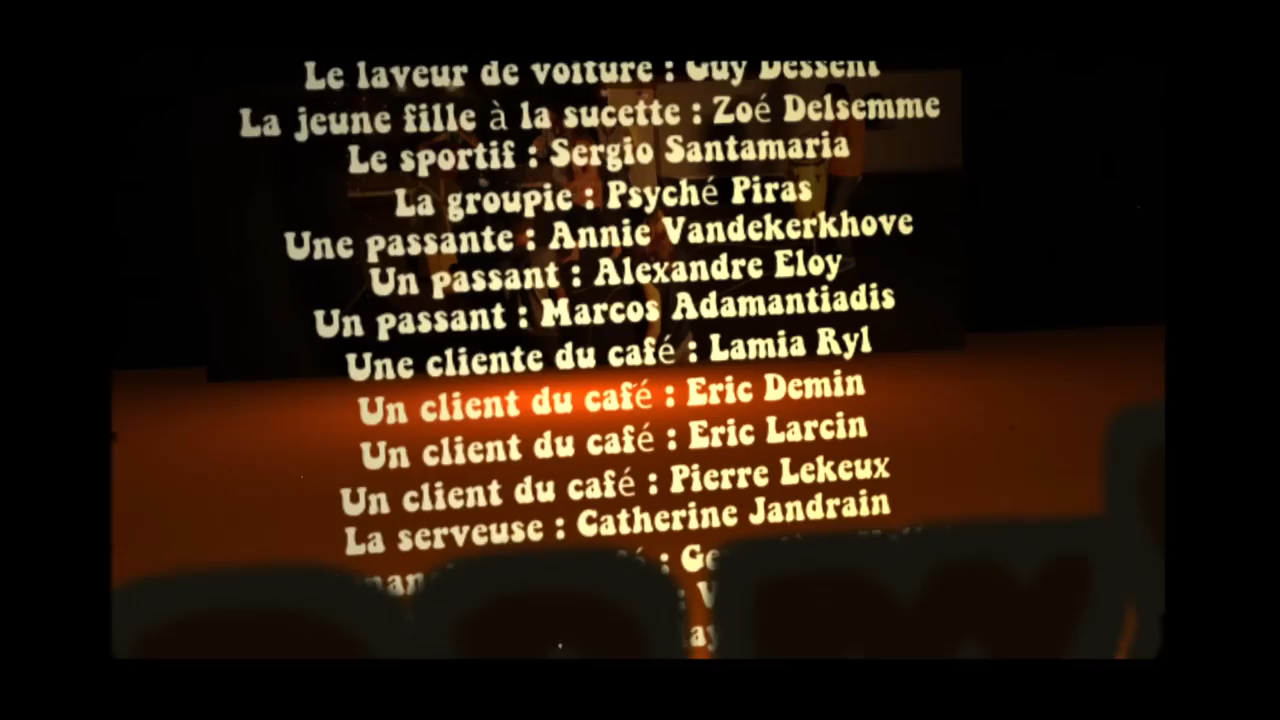 Le laveur de voiture : Guy Dessent
La jeune fille à la sucette : Zoé Delsemme
Le sportif : Sergio Santamaria
La groupie : Psyché Piras
Une passante : Annie Vandekerkhove
Un passant : Alexandre Eloy
Un passant : Marcos Adamantiadis
Une cliente du café : Lamia Ryl
Un client du café : Eric Demin
Un client du café : Eric Larcin
Un client du café : Pierre Lekeux
La serveuse : Catherine Jandrain